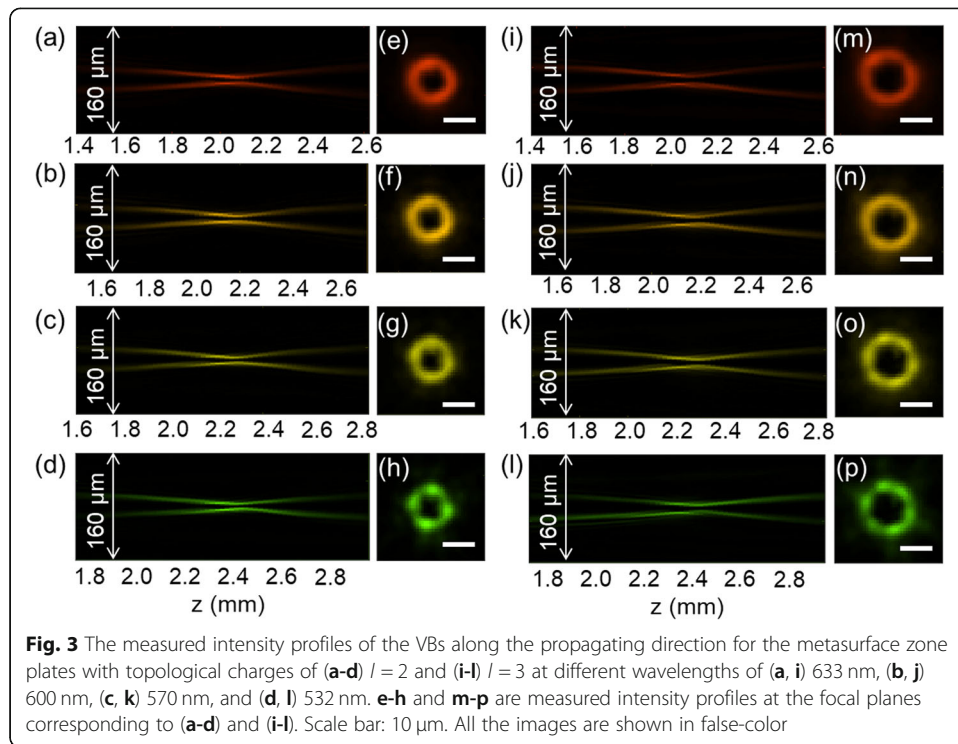 (a) 160 µm (e) (i) 160 µm (m)
1.4 1.6 1.8 2.0 2.2 2.4 2.6 1.4 1.6 1.8 2.0 2.2 2.4 2.6
(b) 160 µm (f) (j) 160 µm (n)
1.6 1.8 2.0 2.2 2.4 2.6 1.6 1.8 2.0 2.2 2.4 2.6
(c) 160 µm (g) (k) 160 µm (o)
1.6 1.8 2.0 2.2 2.4 2.6 2.8 1.6 1.8 2.0 2.2 2.4 2.6 2.8
(d) 160 µm (h) (l) 160 µm (p)
1.8 2.0 2.2 2.4 2.6 2.8 1.8 2.0 2.2 2.4 2.6 2.8
z (mm) z (mm)
Fig. 3 The measured intensity profiles of the VBs along the propagating direction for the metasurface zone
plates with topological charges of (a-d) l = 2 and (i-l) l = 3 at different wavelengths of (a, i) 633 nm, (b, j)
600 nm, (c, k) 570 nm, and (d, l) 532 nm. e-h and m-p are measured intensity profiles at the focal planes
corresponding to (a-d) and (i-l). Scale bar: 10 µm. All the images are shown in false-color